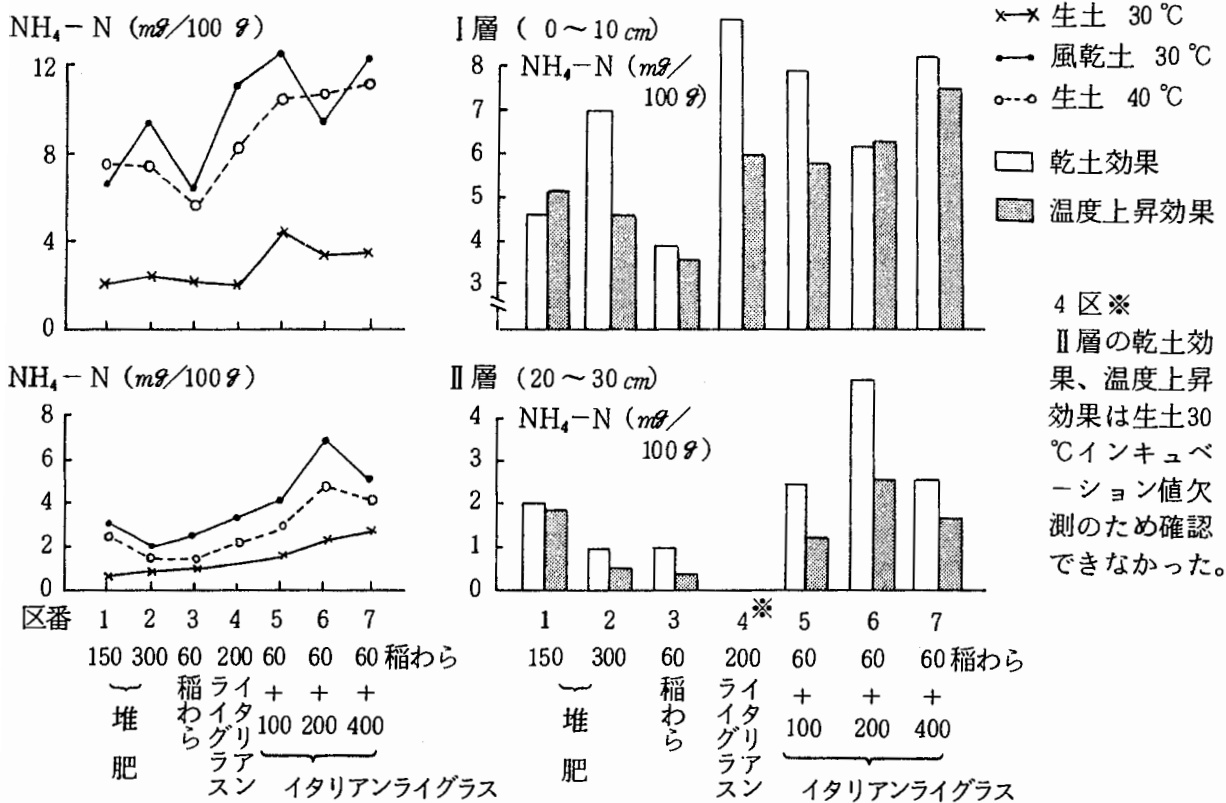 NH₄−N (mg/100 g)
12
8
4
0
Ⅰ層 ( 0～10 cm)
NH₄−N (mg/
100 g)
8
7
6
5
4
3
×—× 生土 30 ℃
•—• 風乾土 30 ℃
o---o 生土 40 ℃
乾土効果
温度上昇効果
4 区※
Ⅱ層の乾土効
果、温度上昇
効果は生土30
℃インキュベ
ーション値欠
測のため確認
できなかった。
NH₄−N (mg/100 g)
8
6
4
2
0
Ⅱ層 (20～30 cm)
NH₄−N (mg/
100 g)
4
3
2
1
0
区番 1 2 3 4 5 6 7
150 300 60 200 60 60 60 稲わら
堆肥
稲わら
イタリアン
ライグラス
+ + +
100 200 400
イタリアンライグラス
1 2 3 4※ 5 6 7
150 300 60 200 60 60 60 稲わら
堆肥
稲わら
イタリアン
ライグラス
+ + +
100 200 400
イタリアンライグラス